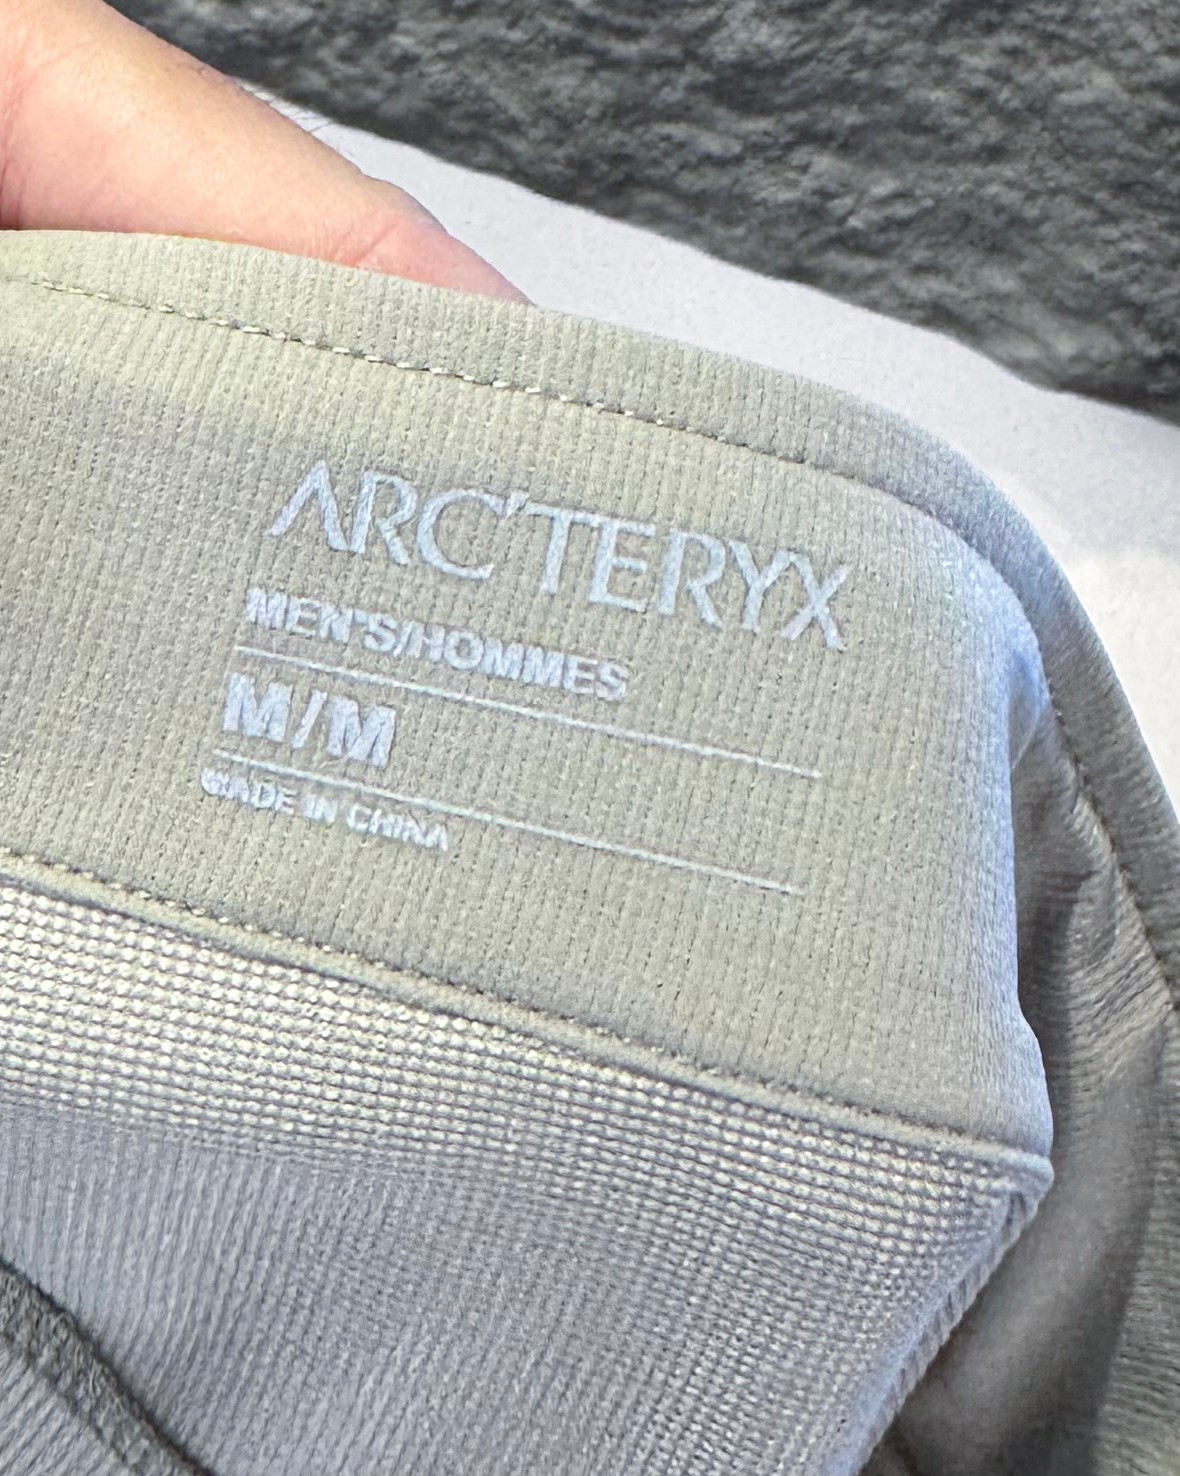 ARC'TERYX
MEN'S/HOMMES
M/M
MADE IN CHINA